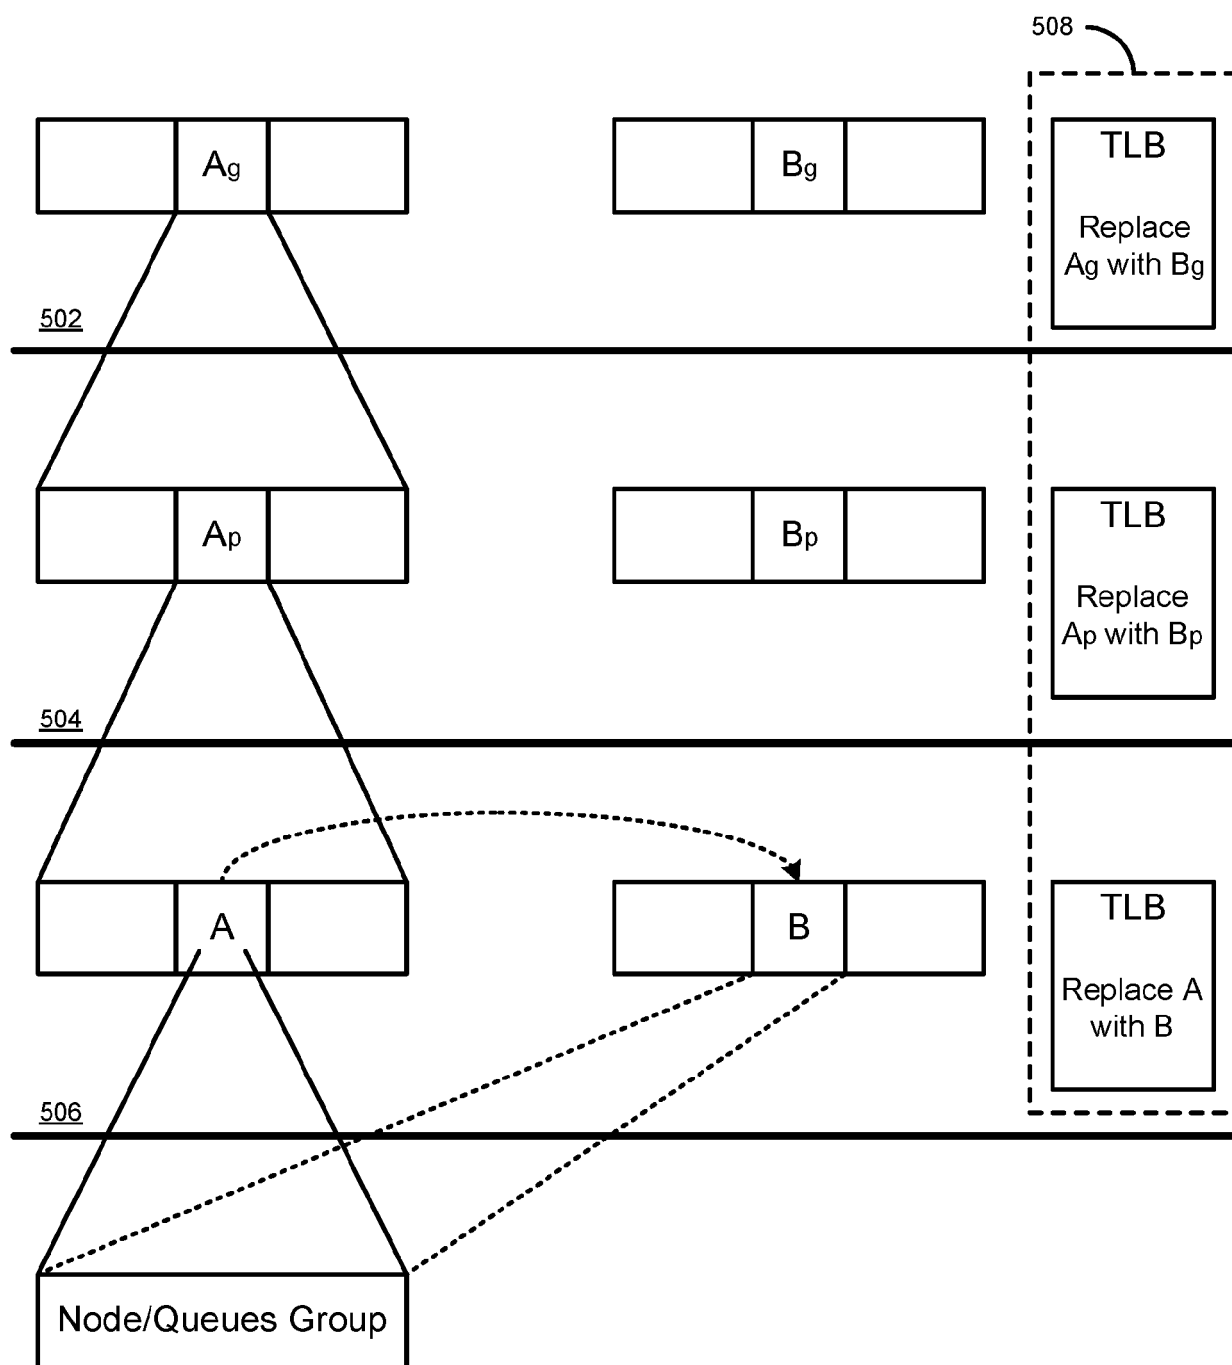 508
Ag
Bg
TLB
Replace
Ag with Bg
502
Ap
Bp
TLB
Replace
Ap with Bp
504
A
B
TLB
Replace A
with B
506
Node/Queues Group